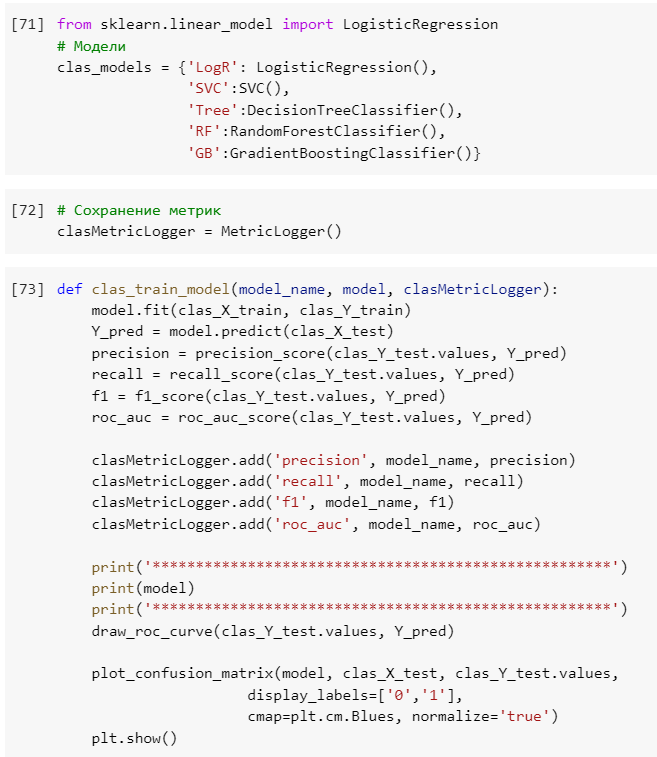 [71] from sklearn.linear_model import LogisticRegression
# Модели
clas_models = {'LogR': LogisticRegression(),
'SVC':SVC(),
'Tree':DecisionTreeClassifier(),
'RF':RandomForestClassifier(),
'GB':GradientBoostingClassifier()}
[72] # Сохранение метрик
clasMetricLogger = MetricLogger()
[73] def clas_train_model(model_name, model, clasMetricLogger):
model.fit(clas_X_train, clas_Y_train)
Y_pred = model.predict(clas_X_test)
precision = precision_score(clas_Y_test.values, Y_pred)
recall = recall_score(clas_Y_test.values, Y_pred)
f1 = f1_score(clas_Y_test.values, Y_pred)
roc_auc = roc_auc_score(clas_Y_test.values, Y_pred)
clasMetricLogger.add('precision', model_name, precision)
clasMetricLogger.add('recall', model_name, recall)
clasMetricLogger.add('f1', model_name, f1)
clasMetricLogger.add('roc_auc', model_name, roc_auc)
print('*****************************************************')
print(model)
print('*****************************************************')
draw_roc_curve(clas_Y_test.values, Y_pred)
plot_confusion_matrix(model, clas_X_test, clas_Y_test.values,
display_labels=['0','1'],
cmap=plt.cm.Blues, normalize='true')
plt.show()